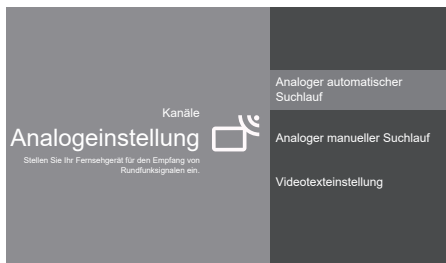 Kanäle
Analogeinstellung
Stellen Sie Ihr Fernsehgerät für den Empfang von
Rundfunksignalen ein.
Analoger automatischer
Suchlauf
Analoger manueller Suchlauf
Videotexteinstellung